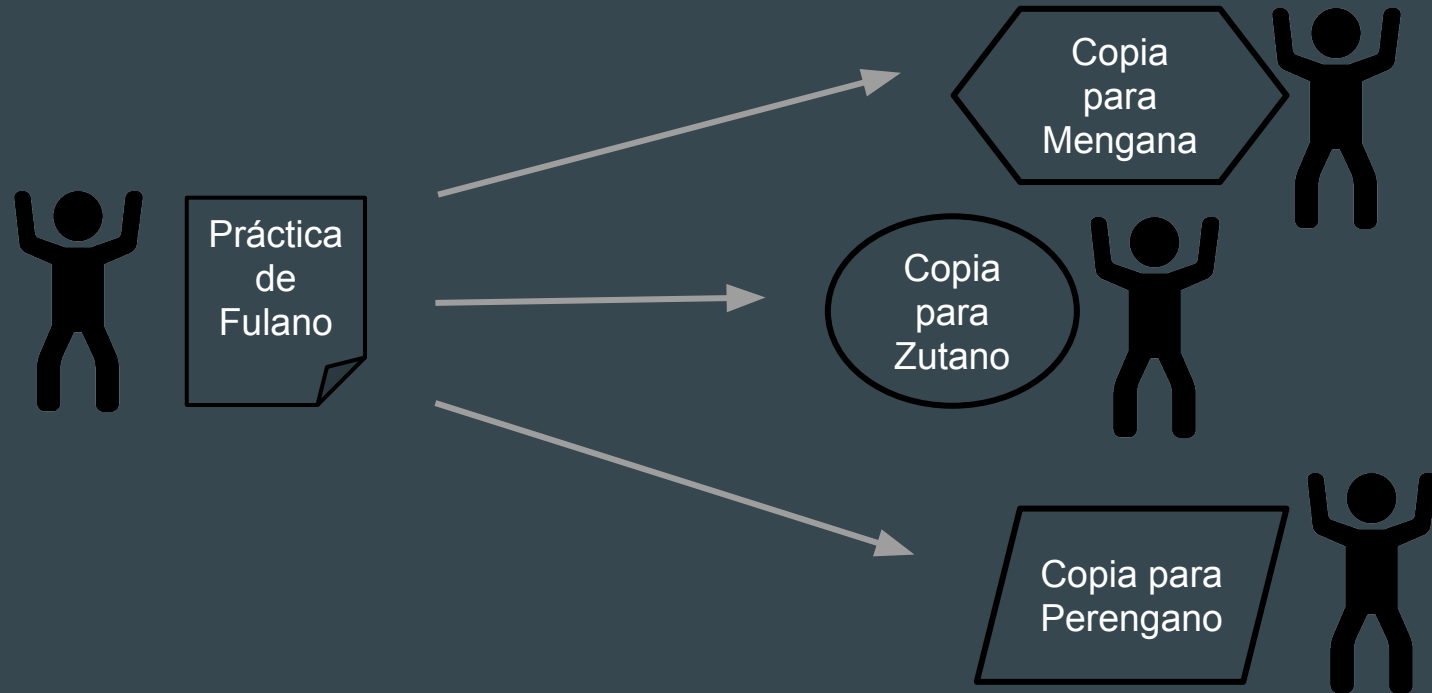 Práctica
de
Fulano
Copia
para
Mengana
Copia
para
Zutano
Copia para
Perengano